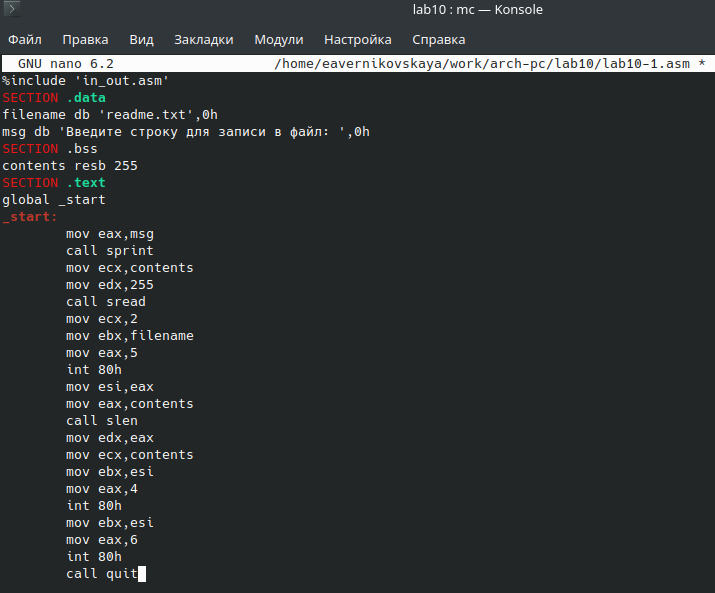 lab10 : mc — Konsole
Файл Правка Вид Закладки Модули Настройка Справка
GNU nano 6.2 /home/eavernikovskaya/work/arch-pc/lab10/lab10-1.asm *
%include 'in_out.asm'
SECTION .data
filename db 'readme.txt',0h
msg db 'Введите строку для записи в файл: ',0h
SECTION .bss
contents resb 255
SECTION .text
global _start
_start:
mov eax,msg
call sprint
mov ecx,contents
mov edx,255
call sread
mov ecx,2
mov ebx,filename
mov eax,5
int 80h
mov esi,eax
mov eax,contents
call slen
mov edx,eax
mov ecx,contents
mov ebx,esi
mov eax,4
int 80h
mov ebx,esi
mov eax,6
int 80h
call quit